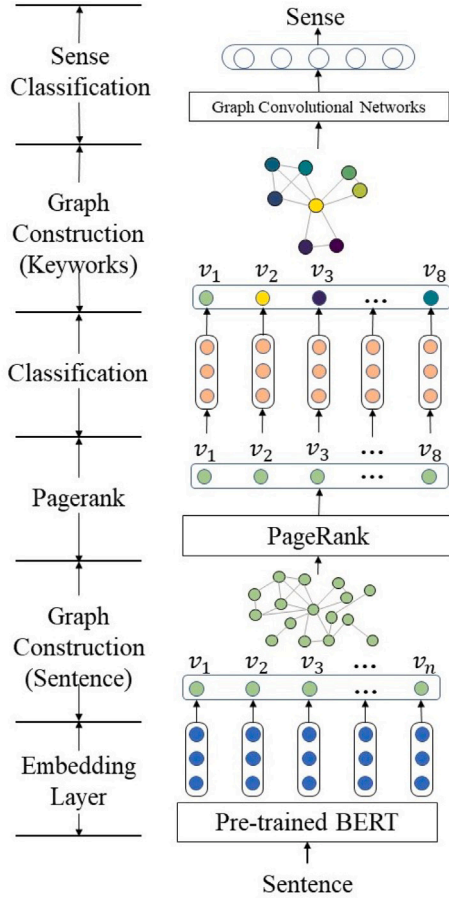 Sense
Sense
Classification
Graph Convolutional Networks
Graph
Construction
(Keyworks)
v1 v2 v3 ... v8
...
Classification
v1 v2 v3 ... v8
...
Pagerank
PageRank
Graph
Construction
(Sentence)
v1 v2 v3 ... vn
...
Embedding
Layer
Pre-trained BERT
Sentence